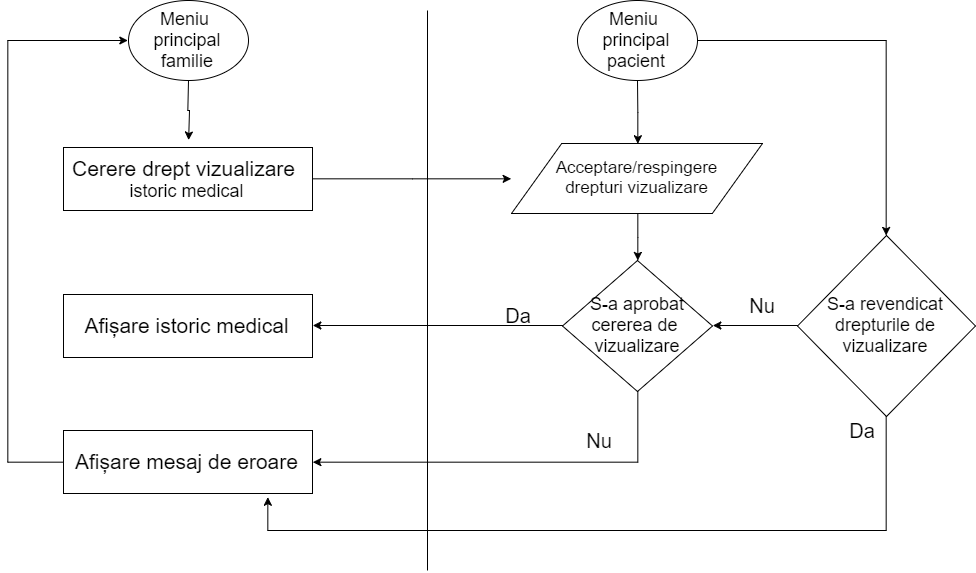 Meniu
principal
familie
Meniu
principal
pacient
Cerere drept vizualizare
istoric medical
Acceptare/respingere
drepturi vizualizare
Afișare istoric medical
Da
S-a aprobat
cererea de
vizualizare
Nu
S-a revendicat
drepturile de
vizualizare
Afișare mesaj de eroare
Nu
Da